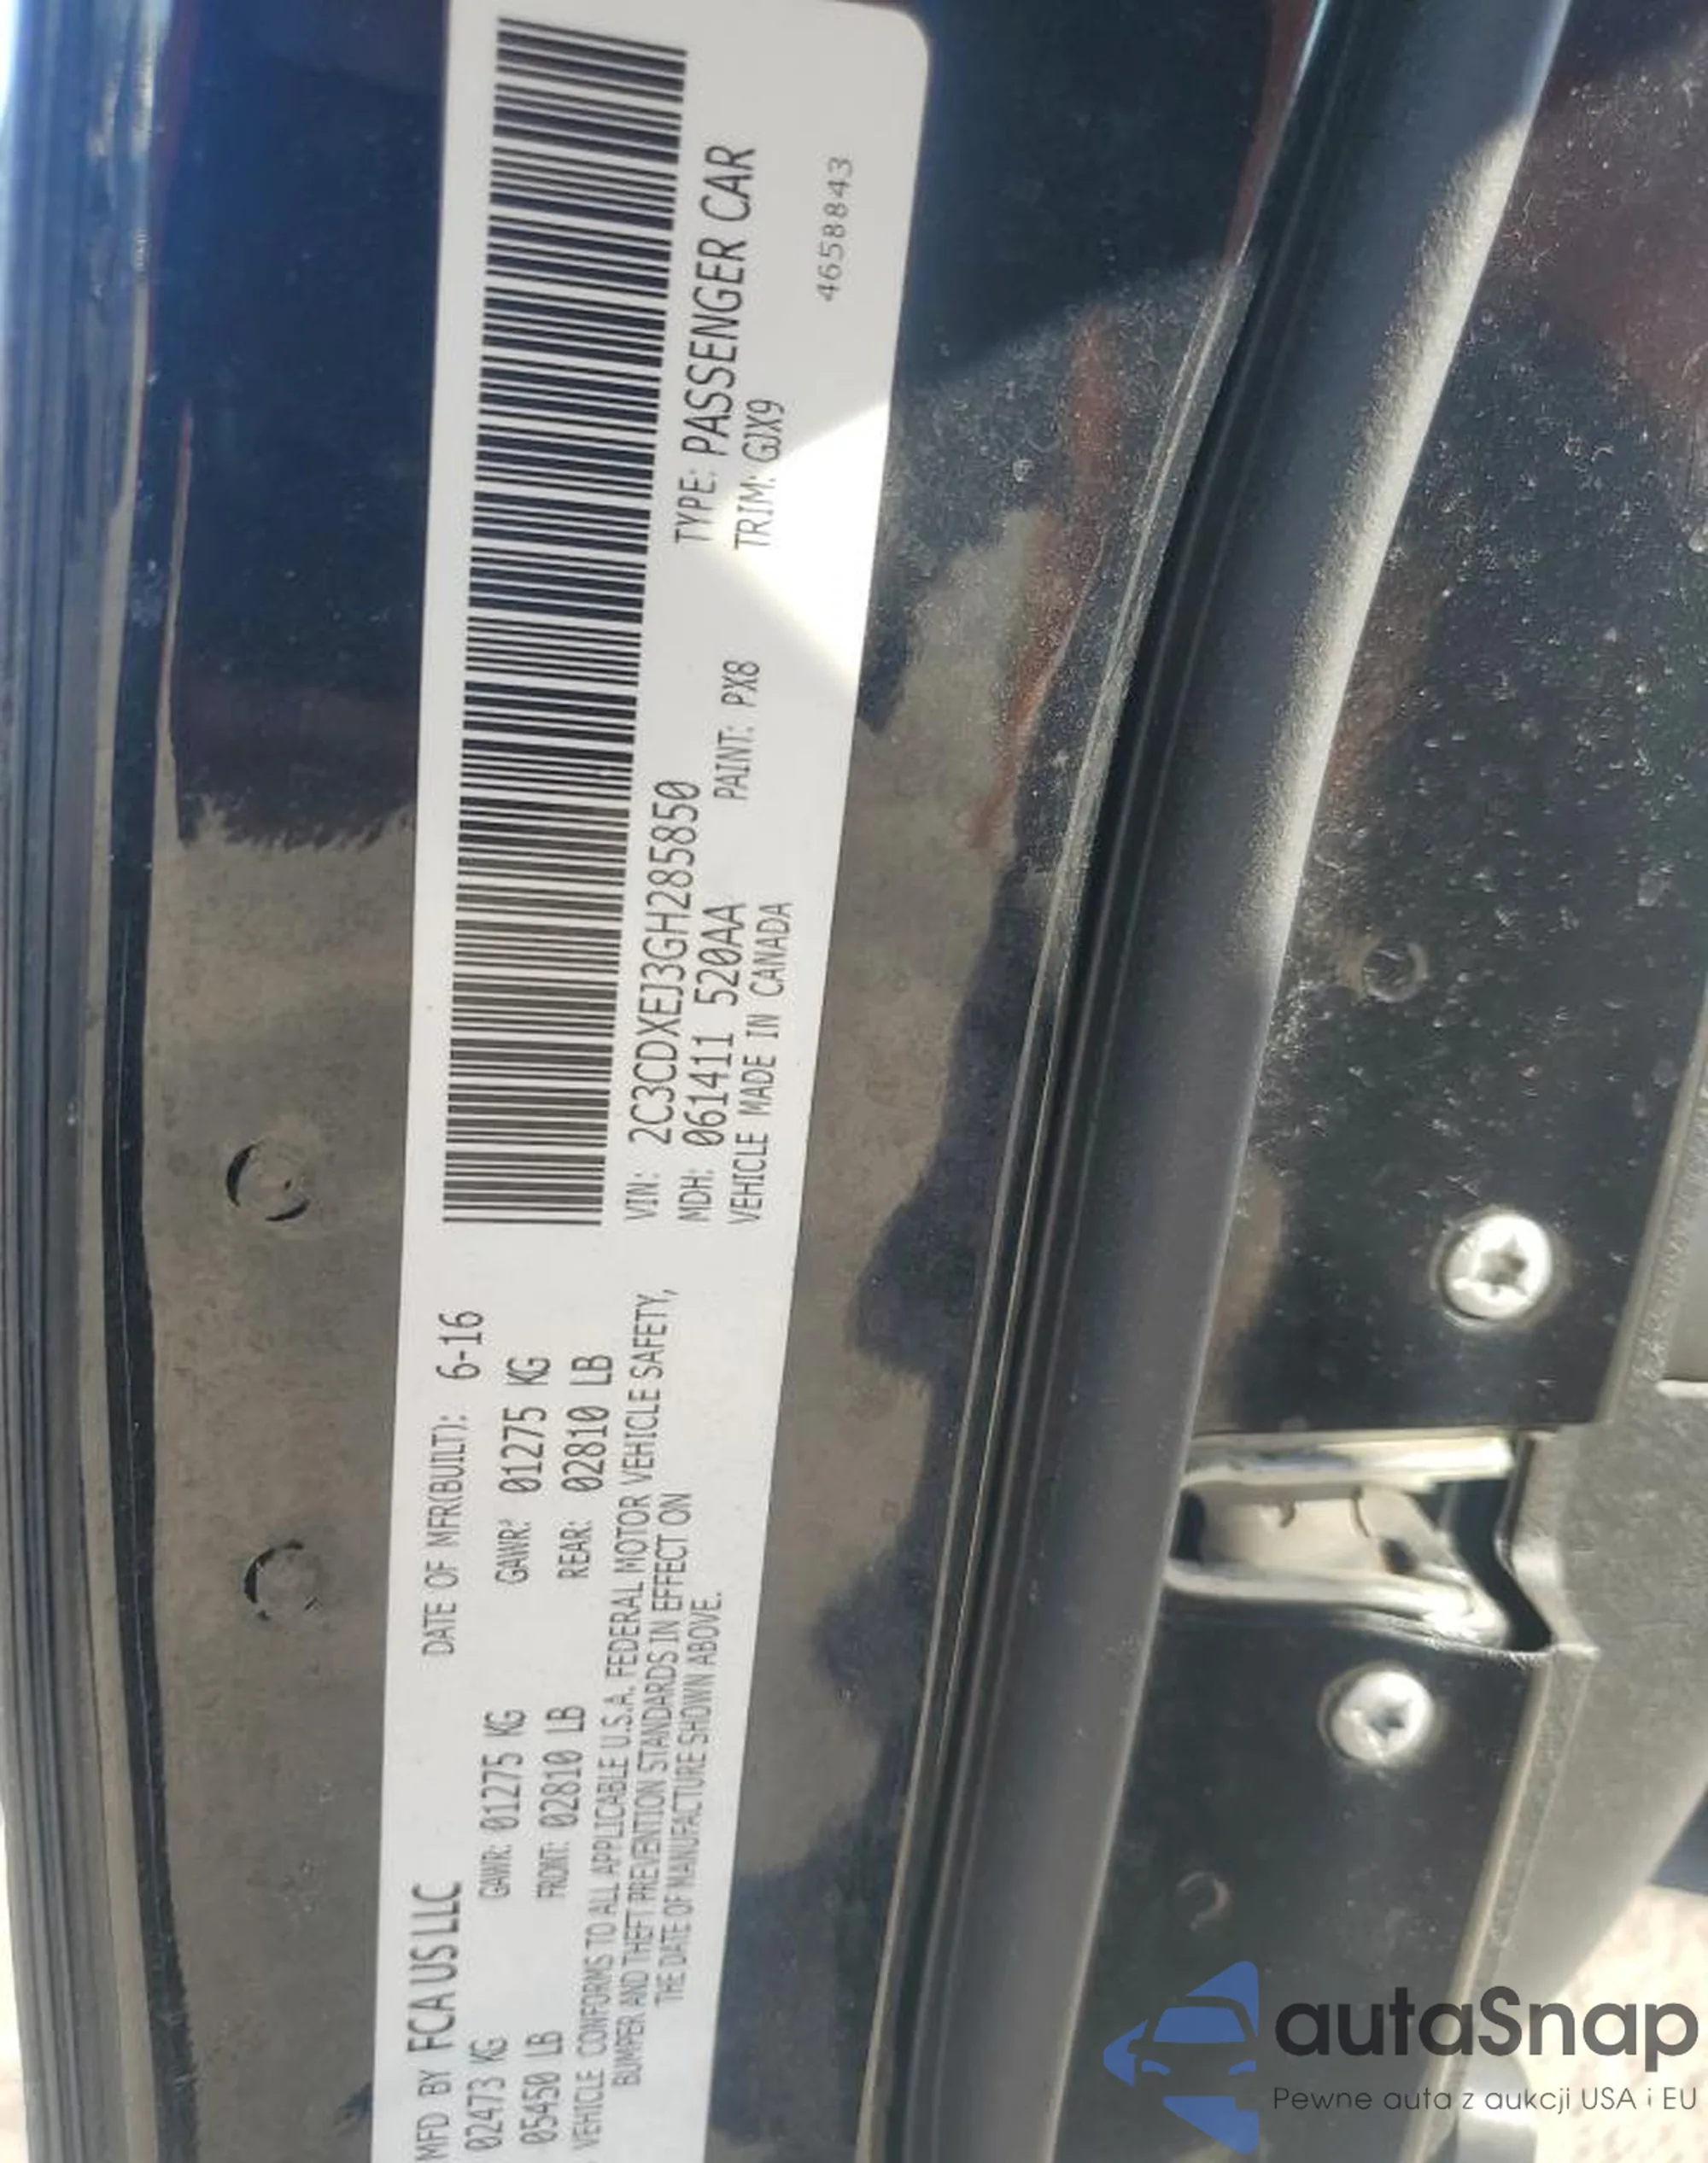 MFD BY FCA US LLC DATE OF MFR(BUILT): 6-16
02473 KG GAWR: 01275 KG GAWR: 01275 KG
05450 LB FRONT: 02810 LB REAR: 02810 LB
VEHICLE CONFORMS TO ALL APPLICABLE U.S.A. FEDERAL MOTOR VEHICLE SAFETY,
BUMPER AND THEFT PREVENTION STANDARDS IN EFFECT ON
THE DATE OF MANUFACTURE SHOWN ABOVE.
VIN: 2C3CDXEJ3GH285850 TYPE: PASSENGER CAR
MDH: 061411 520AA PAINT: PX8 TRIM: GJX9
VEHICLE MADE IN CANADA
4658843
autaSnap
Pewne auta z aukcji USA i EU